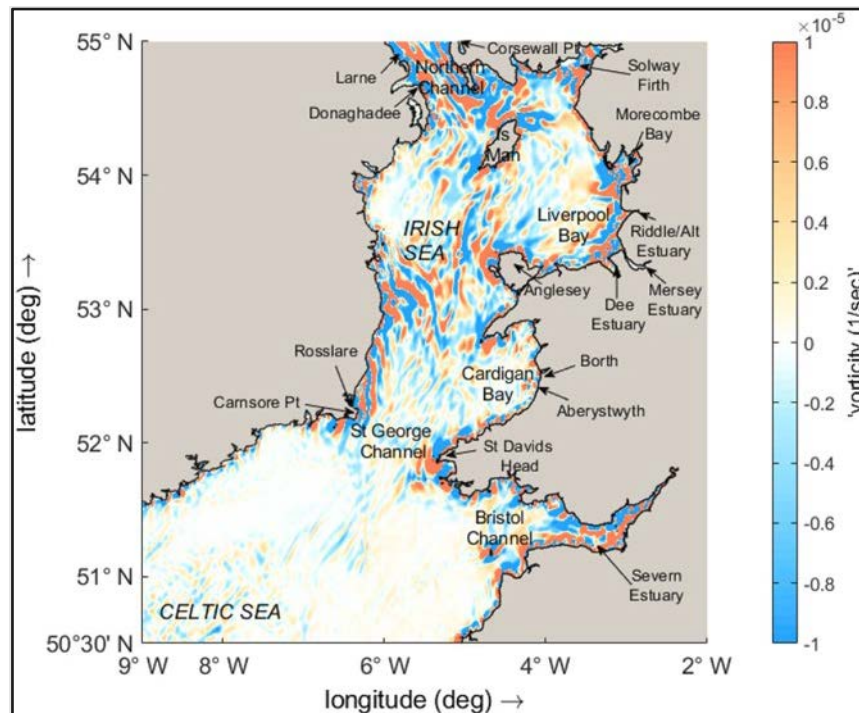 ×10⁻⁵
55° N
54° N
53° N
52° N
51° N
50°30' N
9° W
8° W
6° W
4° W
2° W
latitude (deg) →
longitude (deg) →
Corsewall Pt
Larne
Northern
Channel
Solway
Firth
Donaghadee
Morecombe
Bay
Is
Man
IRISH
SEA
Liverpool
Bay
Riddle/Alt
Estuary
Anglesey
Dee
Estuary
Mersey
Estuary
Rosslare
Carnsore Pt
Cardigan
Bay
Borth
Aberystwyth
St George
Channel
St Davids
Head
Bristol
Channel
Severn
Estuary
CELTIC SEA
1
0.8
0.6
0.4
0.2
0
-0.2
-0.4
-0.6
-0.8
-1
'vorticity (1/sec)'